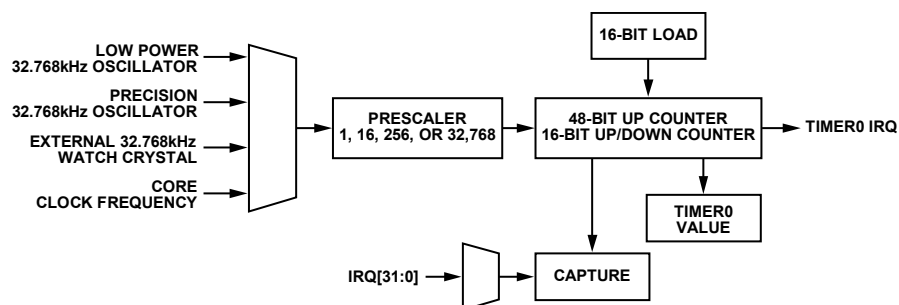 LOW POWER
32.768kHz OSCILLATOR
PRECISION
32.768kHz OSCILLATOR
EXTERNAL 32.768kHz
WATCH CRYSTAL
CORE
CLOCK FREQUENCY
PRESCALER
1, 16, 256, OR 32,768
16-BIT LOAD
48-BIT UP COUNTER
16-BIT UP/DOWN COUNTER
TIMER0 IRQ
TIMER0
VALUE
IRQ[31:0]
CAPTURE